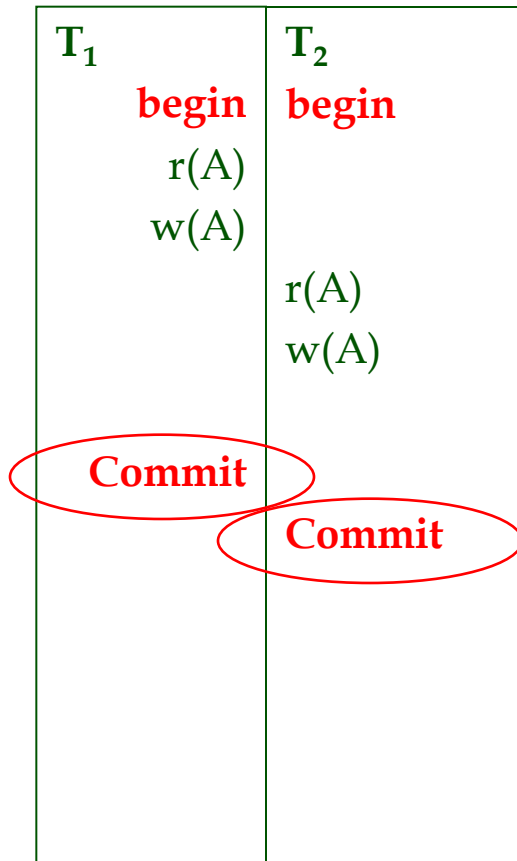 T₁ T₂
begin begin
r(A)
w(A)
r(A)
w(A)
Commit
Commit